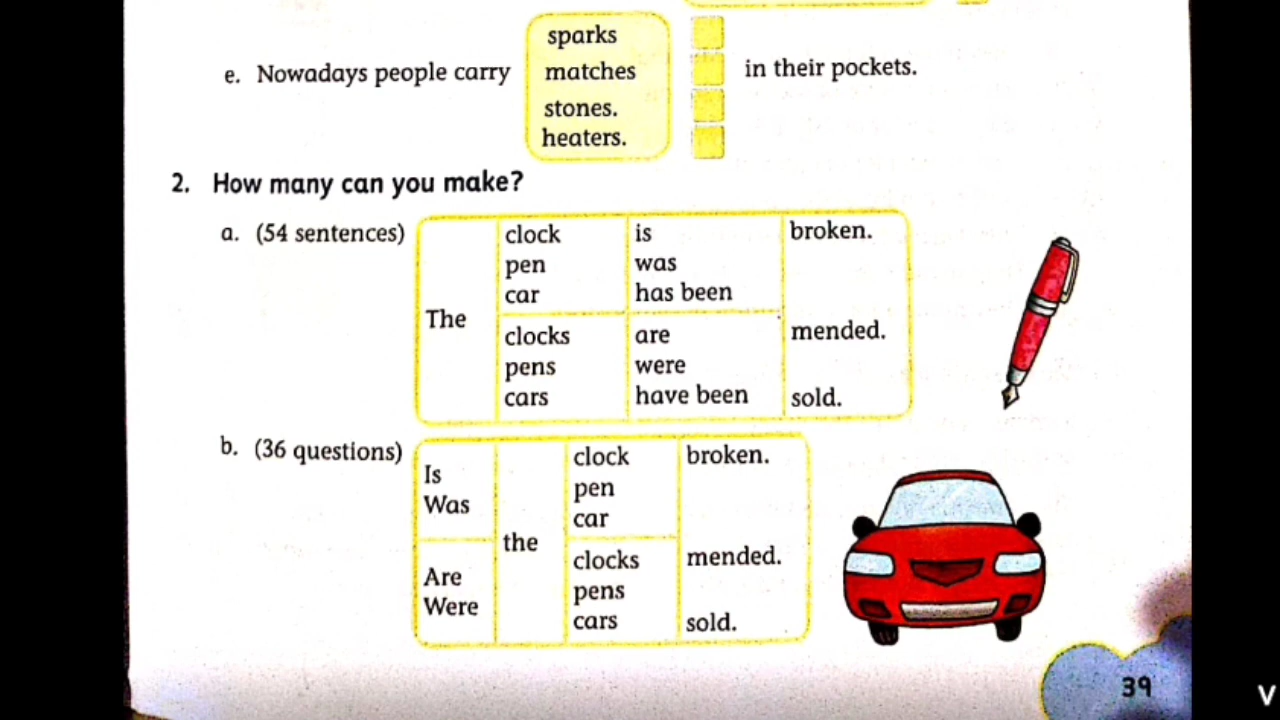 sparks
e. Nowadays people carry matches in their pockets.
stones.
heaters.
2. How many can you make?
a. (54 sentences)
The
clock
pen
car
clocks
pens
cars
is
was
has been
are
were
have been
broken.
mended.
sold.
b. (36 questions)
Is
Was
Are
Were
the
clock
pen
car
clocks
pens
cars
broken.
mended.
sold.
39
V